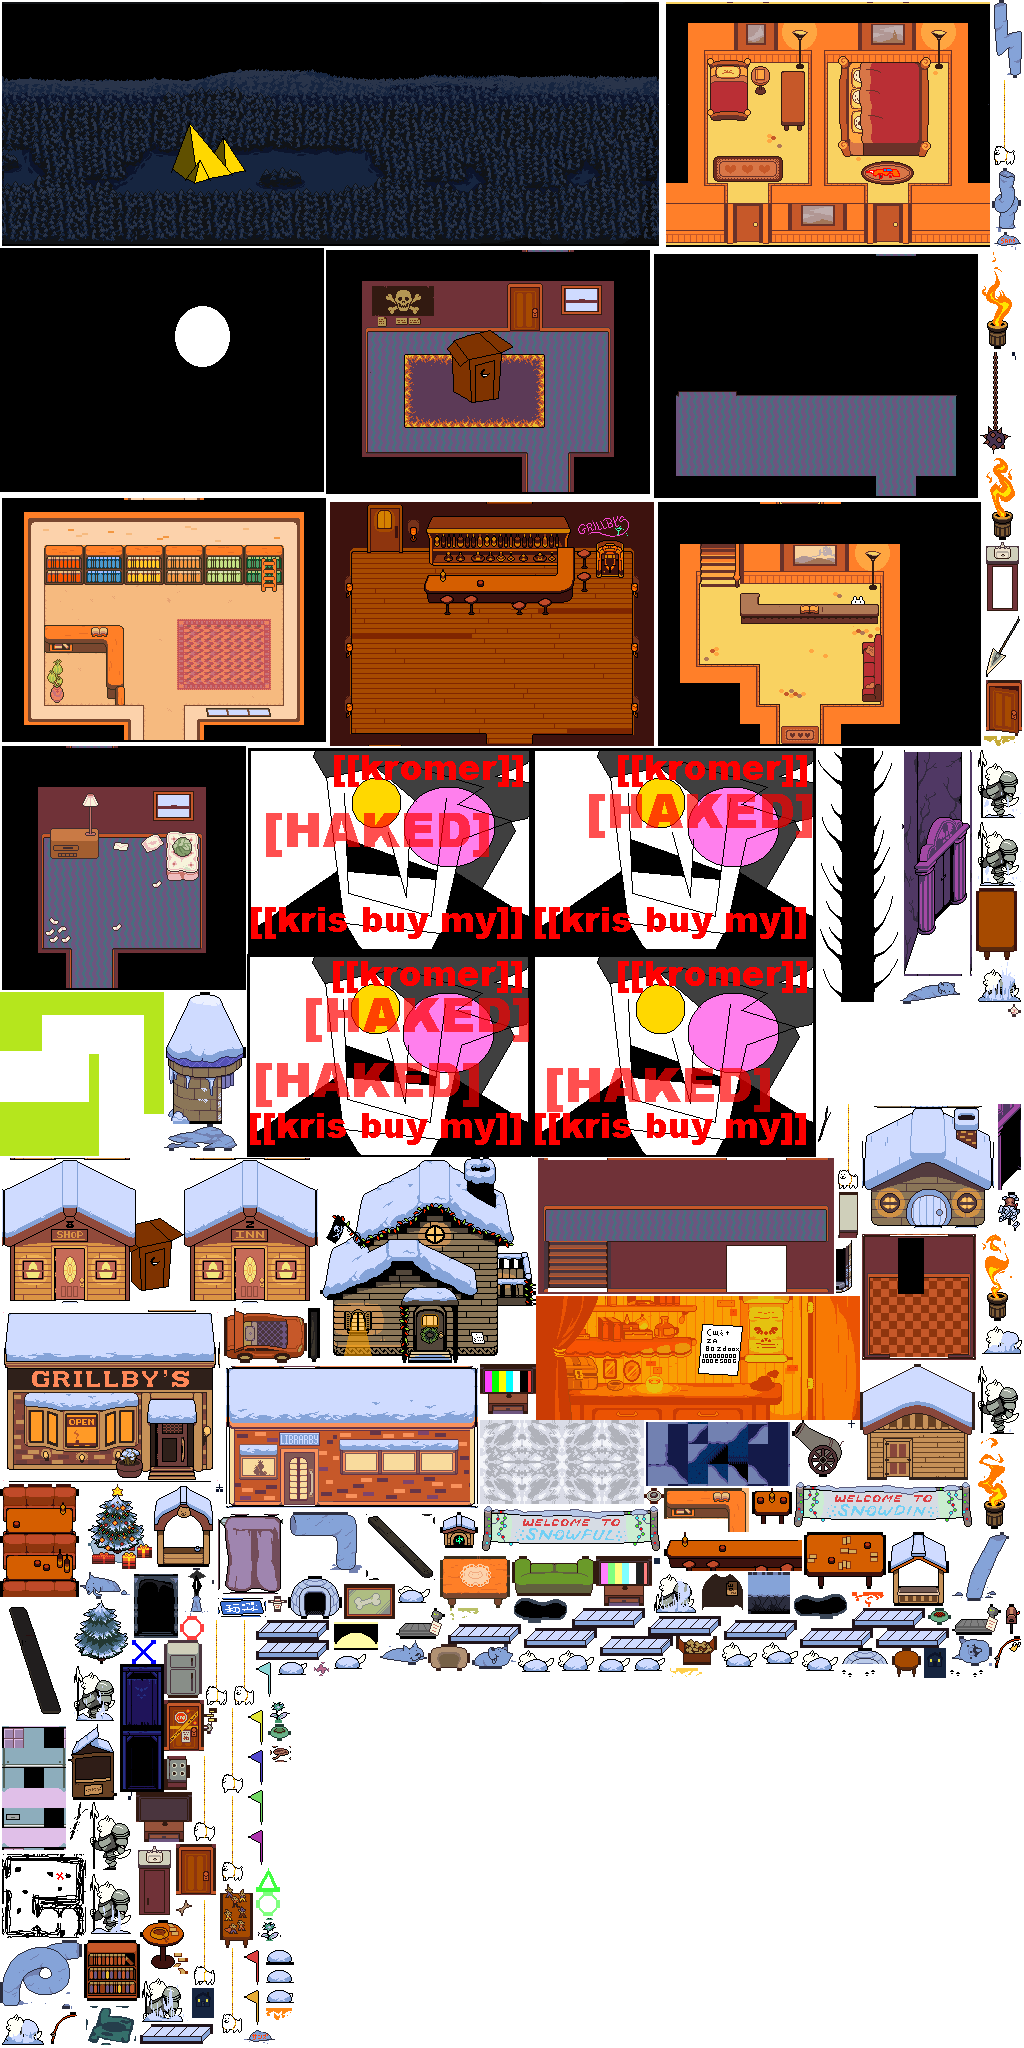 GRILLBY'S
[[kromer]]
[HAKED]
[[kris buy my]]
[[kromer]]
[HAKED]
[[kris buy my]]
[[kromer]]
[HAKED]
[HAKED]
[[kris buy my]]
[[kromer]]
[HAKED]
[[kris buy my]]
SHOP
INN
GRILLBY'S
OPEN
LIBRARBY
WELCOME TO
SNOWFUL!
WELCOME TO
SNOWDIN!